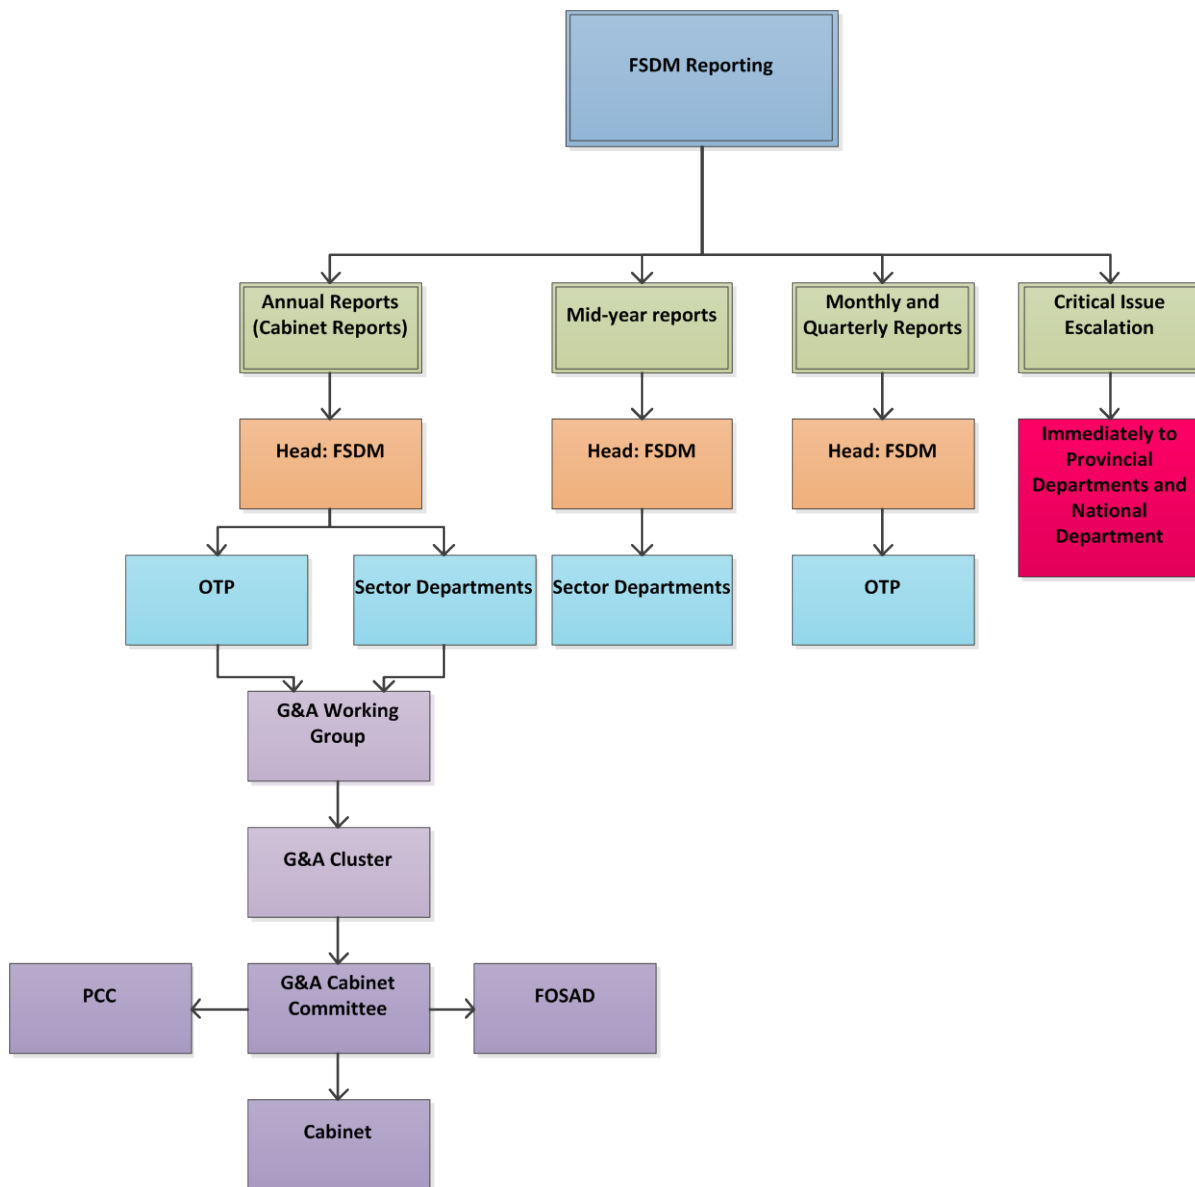 FSDM Reporting
Annual Reports
(Cabinet Reports)
Mid-year reports
Monthly and
Quarterly Reports
Critical Issue
Escalation
Head: FSDM
Head: FSDM
Head: FSDM
Immediately to
Provincial
Departments and
National
Department
OTP
Sector Departments
Sector Departments
OTP
G&A Working
Group
G&A Cluster
PCC
G&A Cabinet
Committee
FOSAD
Cabinet